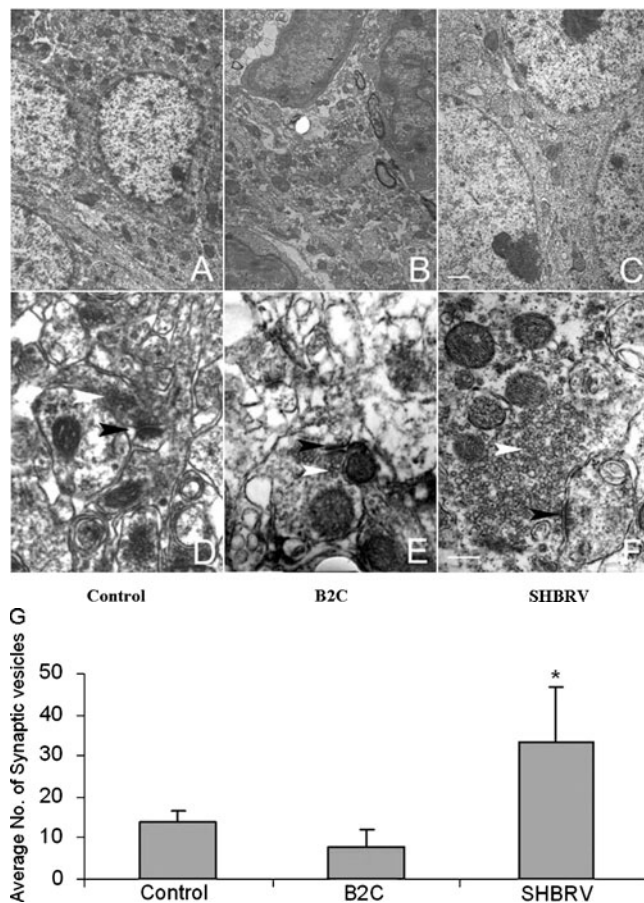 A
B
C
D
E
F
Control
B2C
SHBRV
G
Average No. of Synaptic vesicles
50
40
30
20
10
0
*
Control
B2C
SHBRV